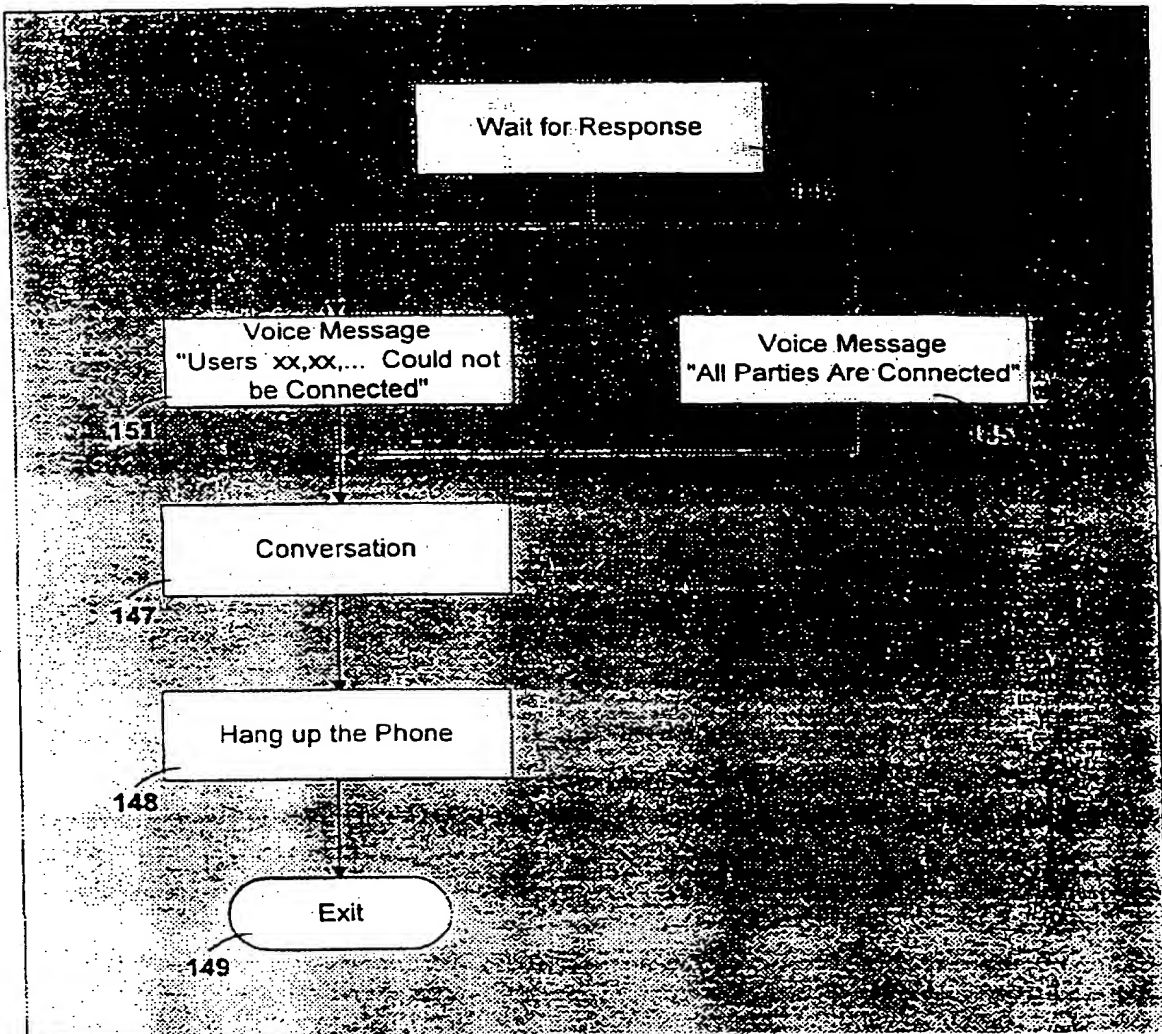 Wait for Response
Voice Message
"Users xx,xx,... Could not
be Connected"
151
Voice Message
"All Parties Are Connected"
Conversation
147
Hang up the Phone
148
Exit
149